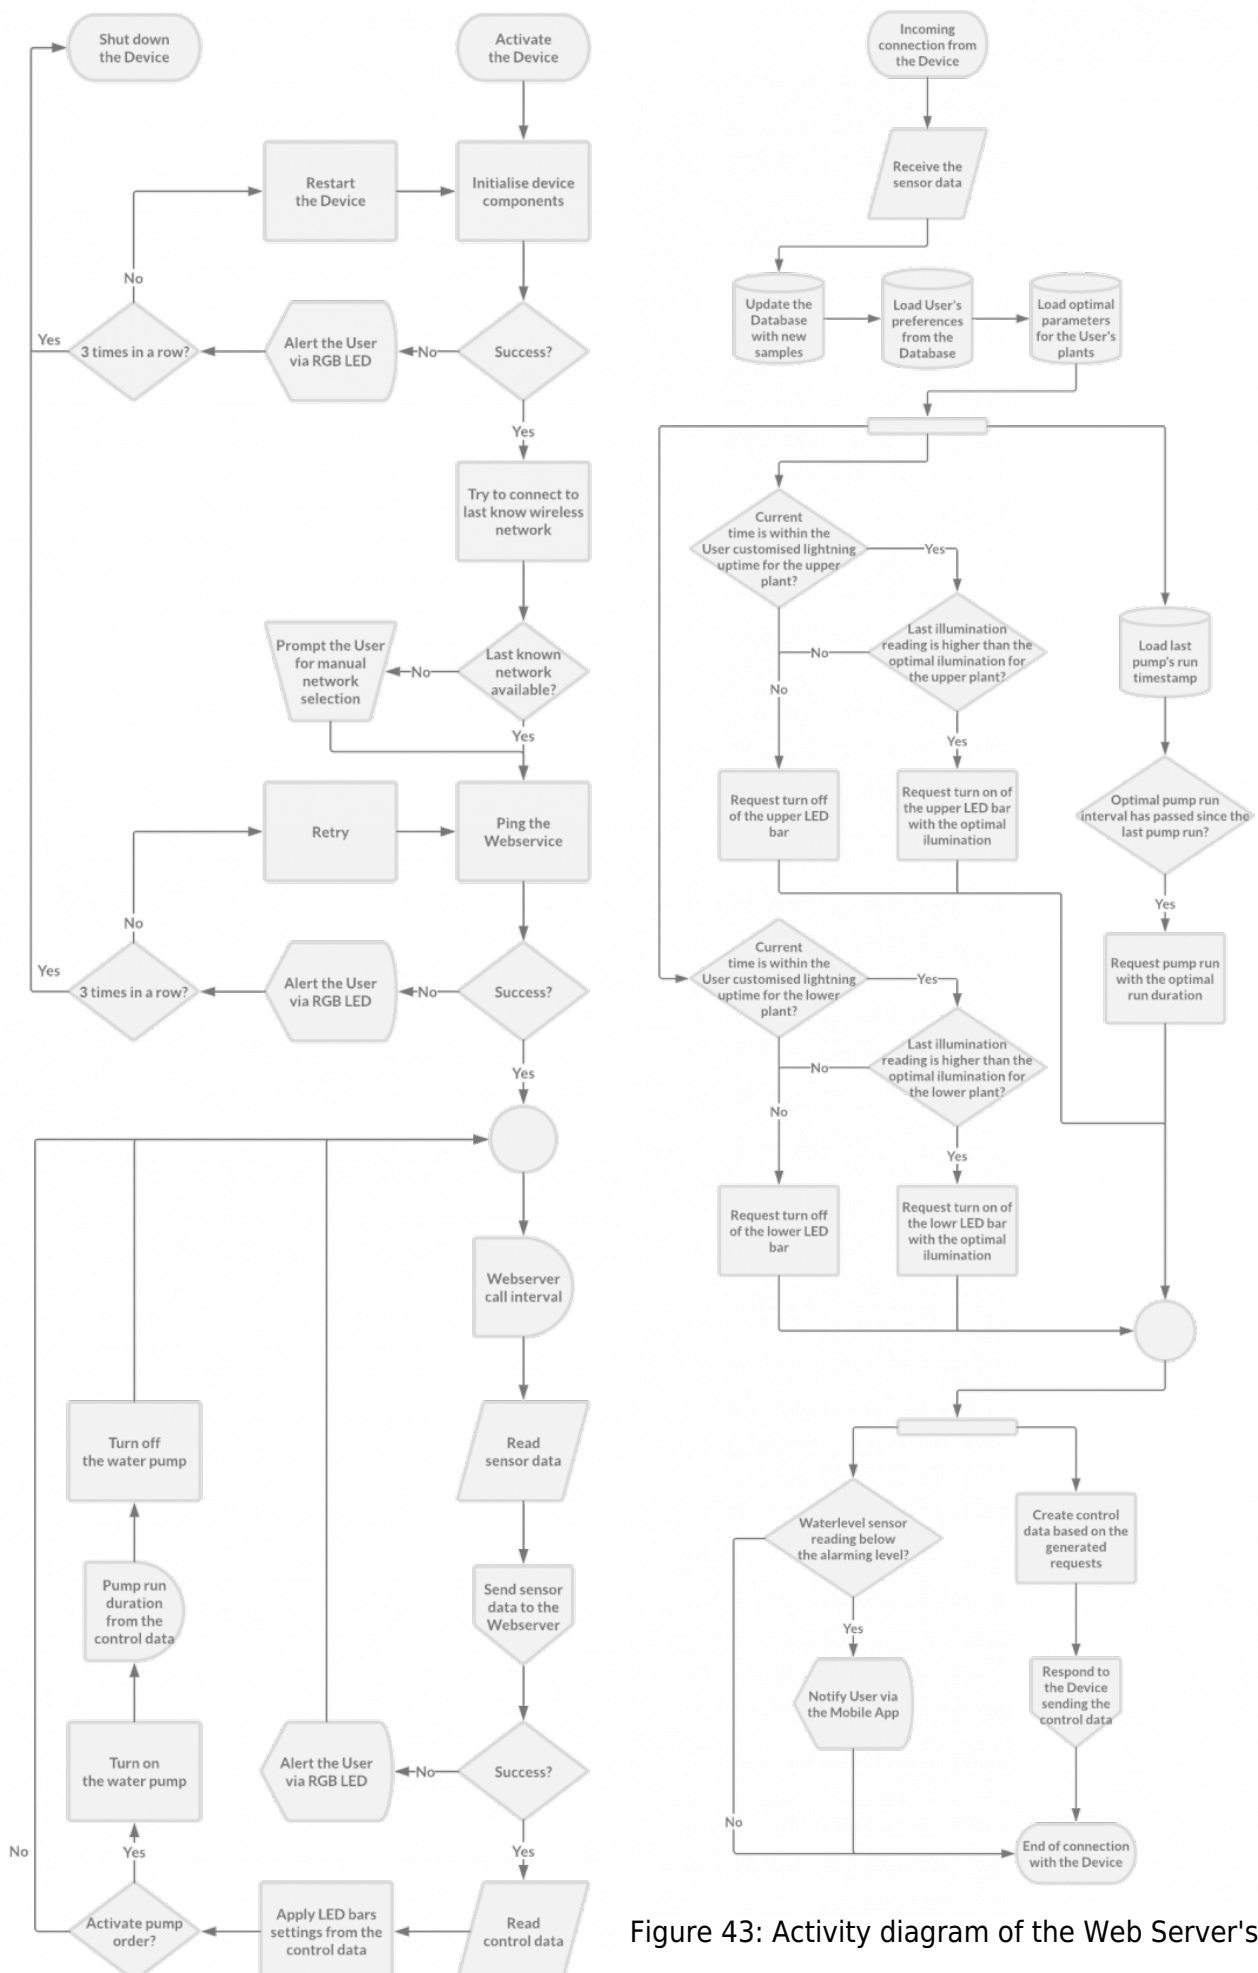 Shut down
the Device
Activate
the Device
Restart
the Device
Initialise device
components
No
Yes
3 times in a row?
Alert the User
via RGB LED
No
Success?
Yes
Try to connect to
last know wireless
network
Prompt the User
for manual
network
selection
No
Last known
network
available?
Yes
Retry
Ping the
Webservice
No
Yes
3 times in a row?
Alert the User
via RGB LED
No
Success?
Yes
Webserver
call interval
Turn off
the water pump
Read
sensor data
Pump run
duration
from the
control data
Send sensor
data to the
Webserver
Turn on
the water pump
Alert the User
via RGB LED
No
Success?
No
Yes
Yes
Activate pump
order?
Apply LED bars
settings from the
control data
Read
control data
Incoming
connection from
the Device
Receive the
sensor data
Update the
Database
with new
samples
Load User's
preferences
from the
Database
Load optimal
parameters
for the User's
plants
Current
time is within the
User customised lightning
uptime for the upper
plant?
Yes
Last illumination
reading is higher than the
optimal ilumination for
the upper plant?
No
No
Yes
Load last
pump's run
timestamp
Request turn off
of the upper LED
bar
Request turn on of
the upper LED bar
with the optimal
ilumination
Optimal pump run
interval has passed since the
last pump run?
Yes
Request pump run
with the optimal
run duration
Current
time is within the
User customised lightning
uptime for the lower
plant?
Yes
Last illumination
reading is higher than the
optimal ilumination for
the lower plant?
No
No
Yes
Request turn off
of the lower LED
bar
Request turn on of
the lowr LED bar
with the optimal
ilumination
Waterlevel sensor
reading below
the alarming level?
Create control
data based on the
generated
requests
Yes
Notify User via
the Mobile App
Respond to
the Device
sending the
control data
No
End of connection
with the Device
Figure 43: Activity diagram of the Web Server's